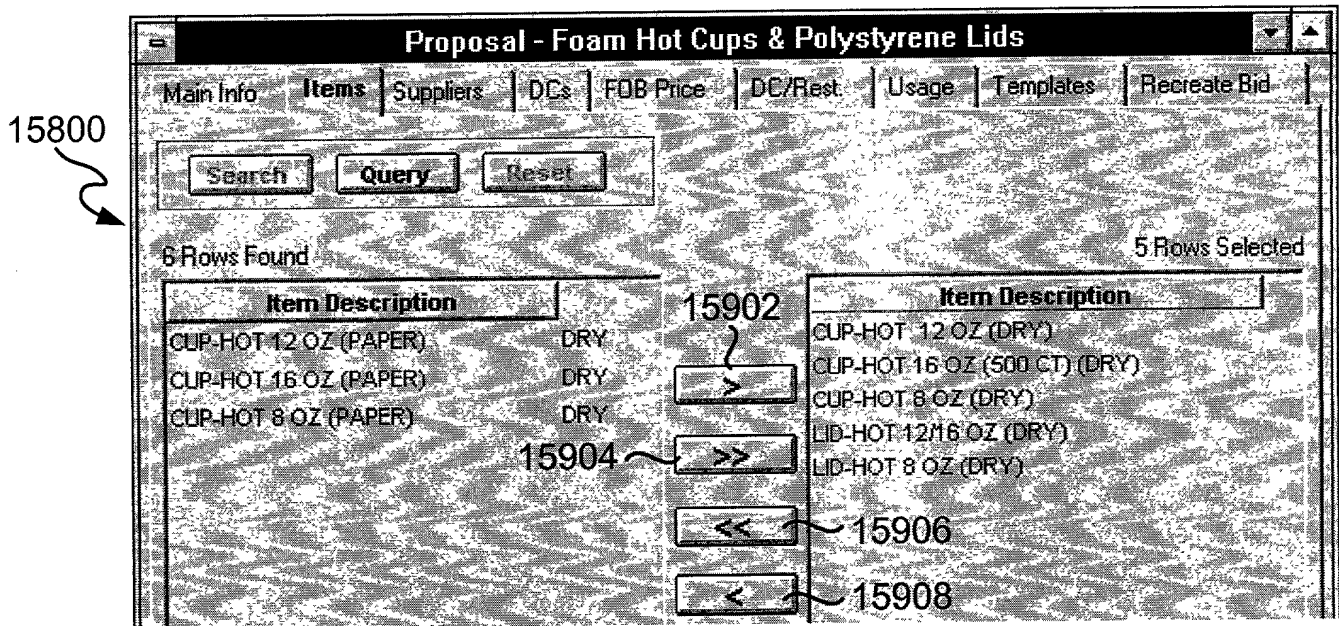 Proposal - Foam Hot Cups & Polystyrene Lids
Main Info Items Suppliers DCs FOB Price DC/Rest. Usage Templates Recreate Bid
15800
Search Query Reset
6 Rows Found 5 Rows Selected
Item Description 15902 Item Description
CUP-HOT 12 OZ (PAPER) DRY CUP-HOT 12 OZ (DRY)
CUP-HOT 16 OZ (PAPER) DRY > CUP-HOT 16 OZ (500 CT) (DRY)
CUP-HOT 8 OZ (PAPER) DRY CUP-HOT 8 OZ (DRY)
LID-HOT 12/16 OZ (DRY)
15904 >> LID-HOT 8 OZ (DRY)
<< 15906
< 15908